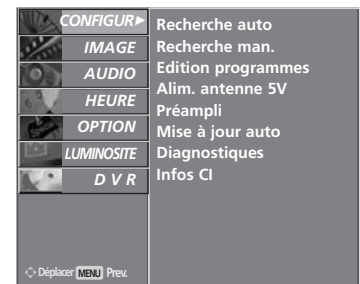 CONFIGUR►
IMAGE
AUDIO
HEURE
OPTION
LUMINOSITE
D V R
Recherche auto
Recherche man.
Edition programmes
Alim. antenne 5V
Préampli
Mise à jour auto
Diagnostiques
Infos CI
Déplacer MENU Prev.